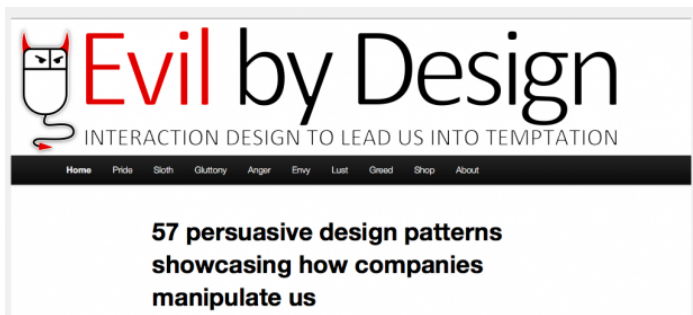 Evil by Design
INTERACTION DESIGN TO LEAD US INTO TEMPTATION
Home Pride Sloth Gluttony Anger Envy Lust Greed Shop About
57 persuasive design patterns
showcasing how companies
manipulate us